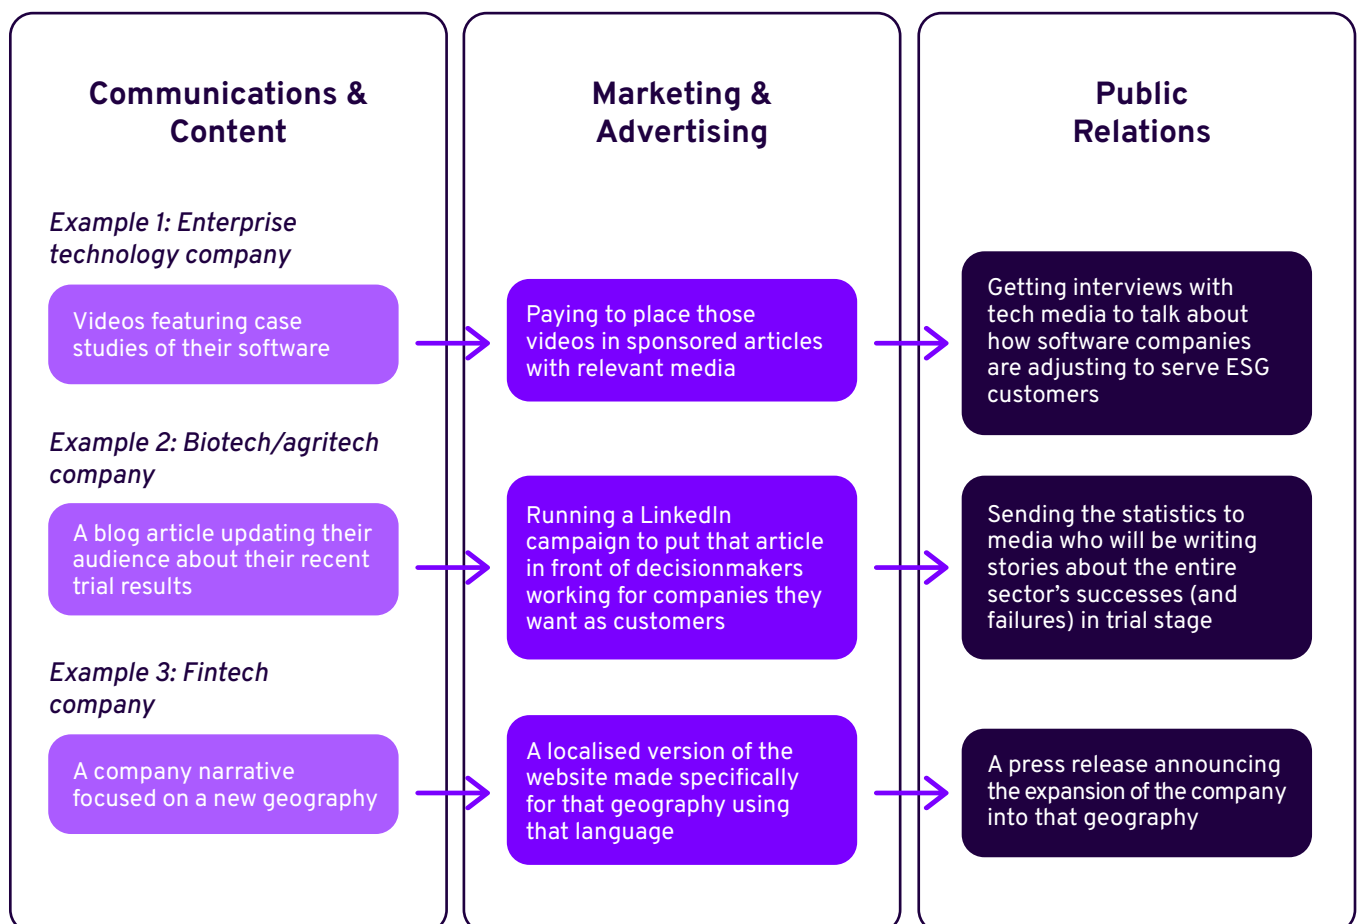 Communications &
Content
Marketing &
Advertising
Public
Relations
Example 1: Enterprise
technology company
Videos featuring case
studies of their software
Paying to place those
videos in sponsored articles
with relevant media
Getting interviews with
tech media to talk about
how software companies
are adjusting to serve ESG
customers
Example 2: Biotech/agritech
company
A blog article updating their
audience about their recent
trial results
Running a LinkedIn
campaign to put that article
in front of decisionmakers
working for companies they
want as customers
Sending the statistics to
media who will be writing
stories about the entire
sector’s successes (and
failures) in trial stage
Example 3: Fintech
company
A company narrative
focused on a new geography
A localised version of the
website made specifically
for that geography using
that language
A press release announcing
the expansion of the company
into that geography